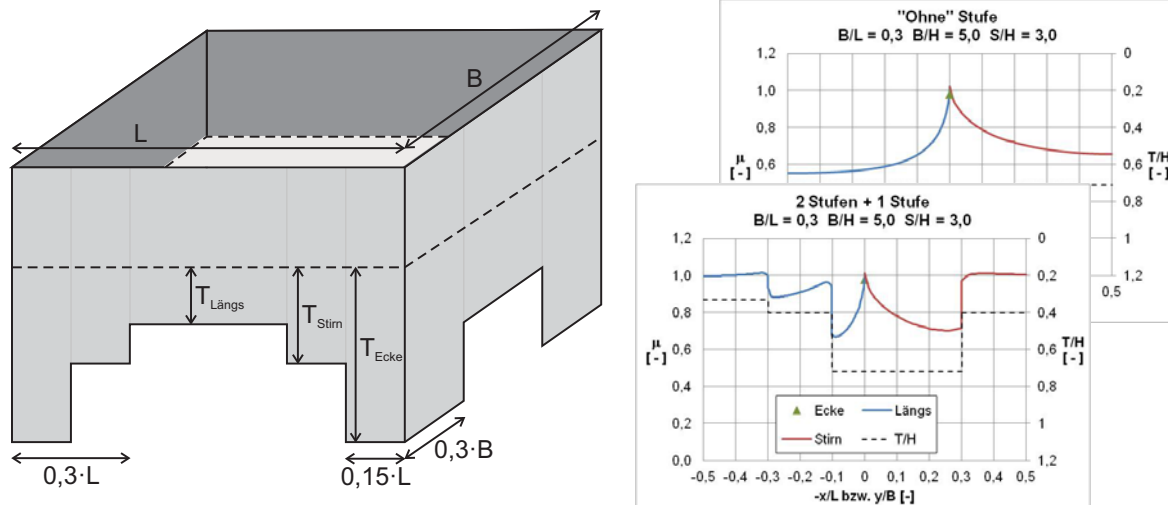 B
L
T Längs
T Stirn
T Ecke
0,3·L
0,15·L
0,3·B
"Ohne" Stufe
B/L = 0,3 B/H = 5,0 S/H = 3,0
1,2
1,0
0,8
0,6
µ
[ - ]
0
0,2
0,4
0,6
T/H
[ - ]
0,8
1
1,2
0,5
2 Stufen + 1 Stufe
B/L = 0,3 B/H = 5,0 S/H = 3,0
1,2
1,0
0,8
µ
[ - ]
0,6
0,4
0,2
0,0
0
0,2
0,4
0,6
T/H
[ - ]
0,8
1
1,2
Ecke
Längs
Stirn
T/H
-0,5 -0,4 -0,3 -0,2 -0,1 0 0,1 0,2 0,3 0,4 0,5
-x/L bzw. y/B [-]